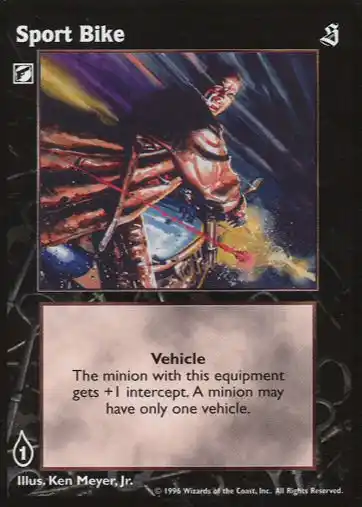 Sport Bike
Vehicle
The minion with this equipment
gets +1 intercept. A minion may
have only one vehicle.
1
Illus. Ken Meyer, Jr.
© 1996 Wizards of the Coast, Inc. All Rights Reserved.